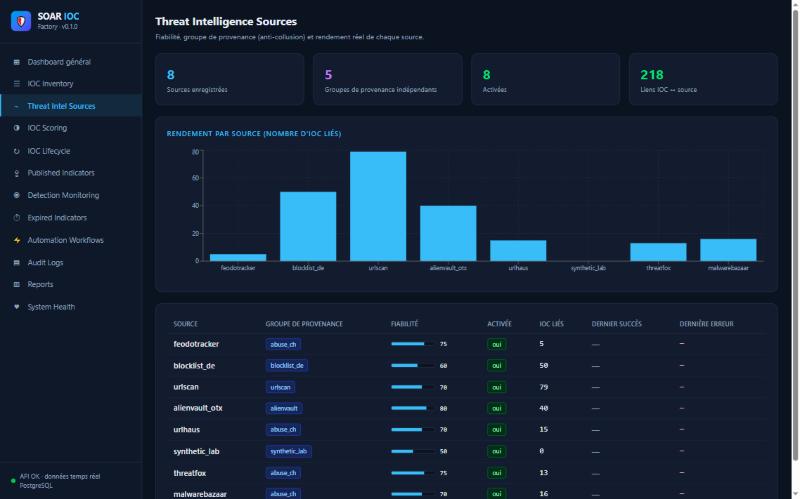 SOAR IOC
Factory · v0.1.0
Dashboard général
IOC Inventory
Threat Intel Sources
IOC Scoring
IOC Lifecycle
Published Indicators
Detection Monitoring
Expired Indicators
Automation Workflows
Audit Logs
Reports
System Health
API OK · données temps réel
PostgreSQL
Threat Intelligence Sources
Fiabilité, groupe de provenance (anti-collusion) et rendement réel de chaque source.
8
Sources enregistrées
5
Groupes de provenance indépendants
8
Activées
218
Liens IOC ↔ source
RENDEMENT PAR SOURCE (NOMBRE D'IOC LIÉS)
80
60
40
20
0
feodotracker blocklist_de urlscan alienvault_otx urlhaus synthetic_lab threatfox malwarebazaar
SOURCE GROUPE DE PROVENANCE FIABILITÉ ACTIVÉE IOC LIÉS DERNIER SUCCÈS DERNIÈRE ERREUR
feodotracker abuse_ch 75 oui 5 — —
blocklist_de blocklist_de 60 oui 50 — —
urlscan urlscan 70 oui 79 — —
alienvault_otx alienvault 80 oui 40 — —
urlhaus abuse_ch 70 oui 15 — —
synthetic_lab synthetic_lab 50 oui 0 — —
threatfox abuse_ch 75 oui 13 — —
malwarebazaar abuse_ch 70 oui 16 — —